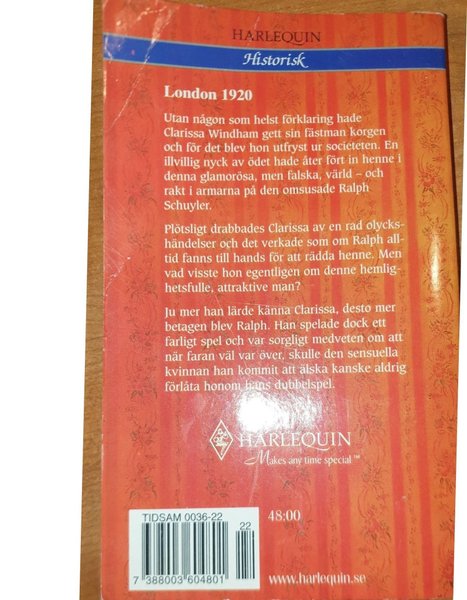 HARLEQUIN
Historisk
London 1920
Utan någon som helst förklaring hade
Clarissa Windham gett sin fästman korgen
och för det blev hon utfryst ur societeten. En
illvillig nyck av ödet hade åter fört in henne i
denna glamorösa, men falska, värld – och
rakt i armarna på den omsusade Ralph
Schuyler.
Plötsligt drabbades Clarissa av en rad olycks-
händelser och det verkade som om Ralph all-
tid fanns till hands för att rädda henne. Men
vad visste hon egentligen om denne hemlig-
hetsfulle, attraktive man?
Ju mer han lärde känna Clarissa, desto mer
betagen blev Ralph. Han spelade dock ett
farligt spel och var sorgligt medveten om att
när faran väl var över, skulle den sensuella
kvinnan han kommit att älska kanske aldrig
förlåta honom hans dubbelspel.
HARLEQUIN
Makes any time special™
TIDSAM 0036-22
22
48:00
7 388003 604801
www.harlequin.se